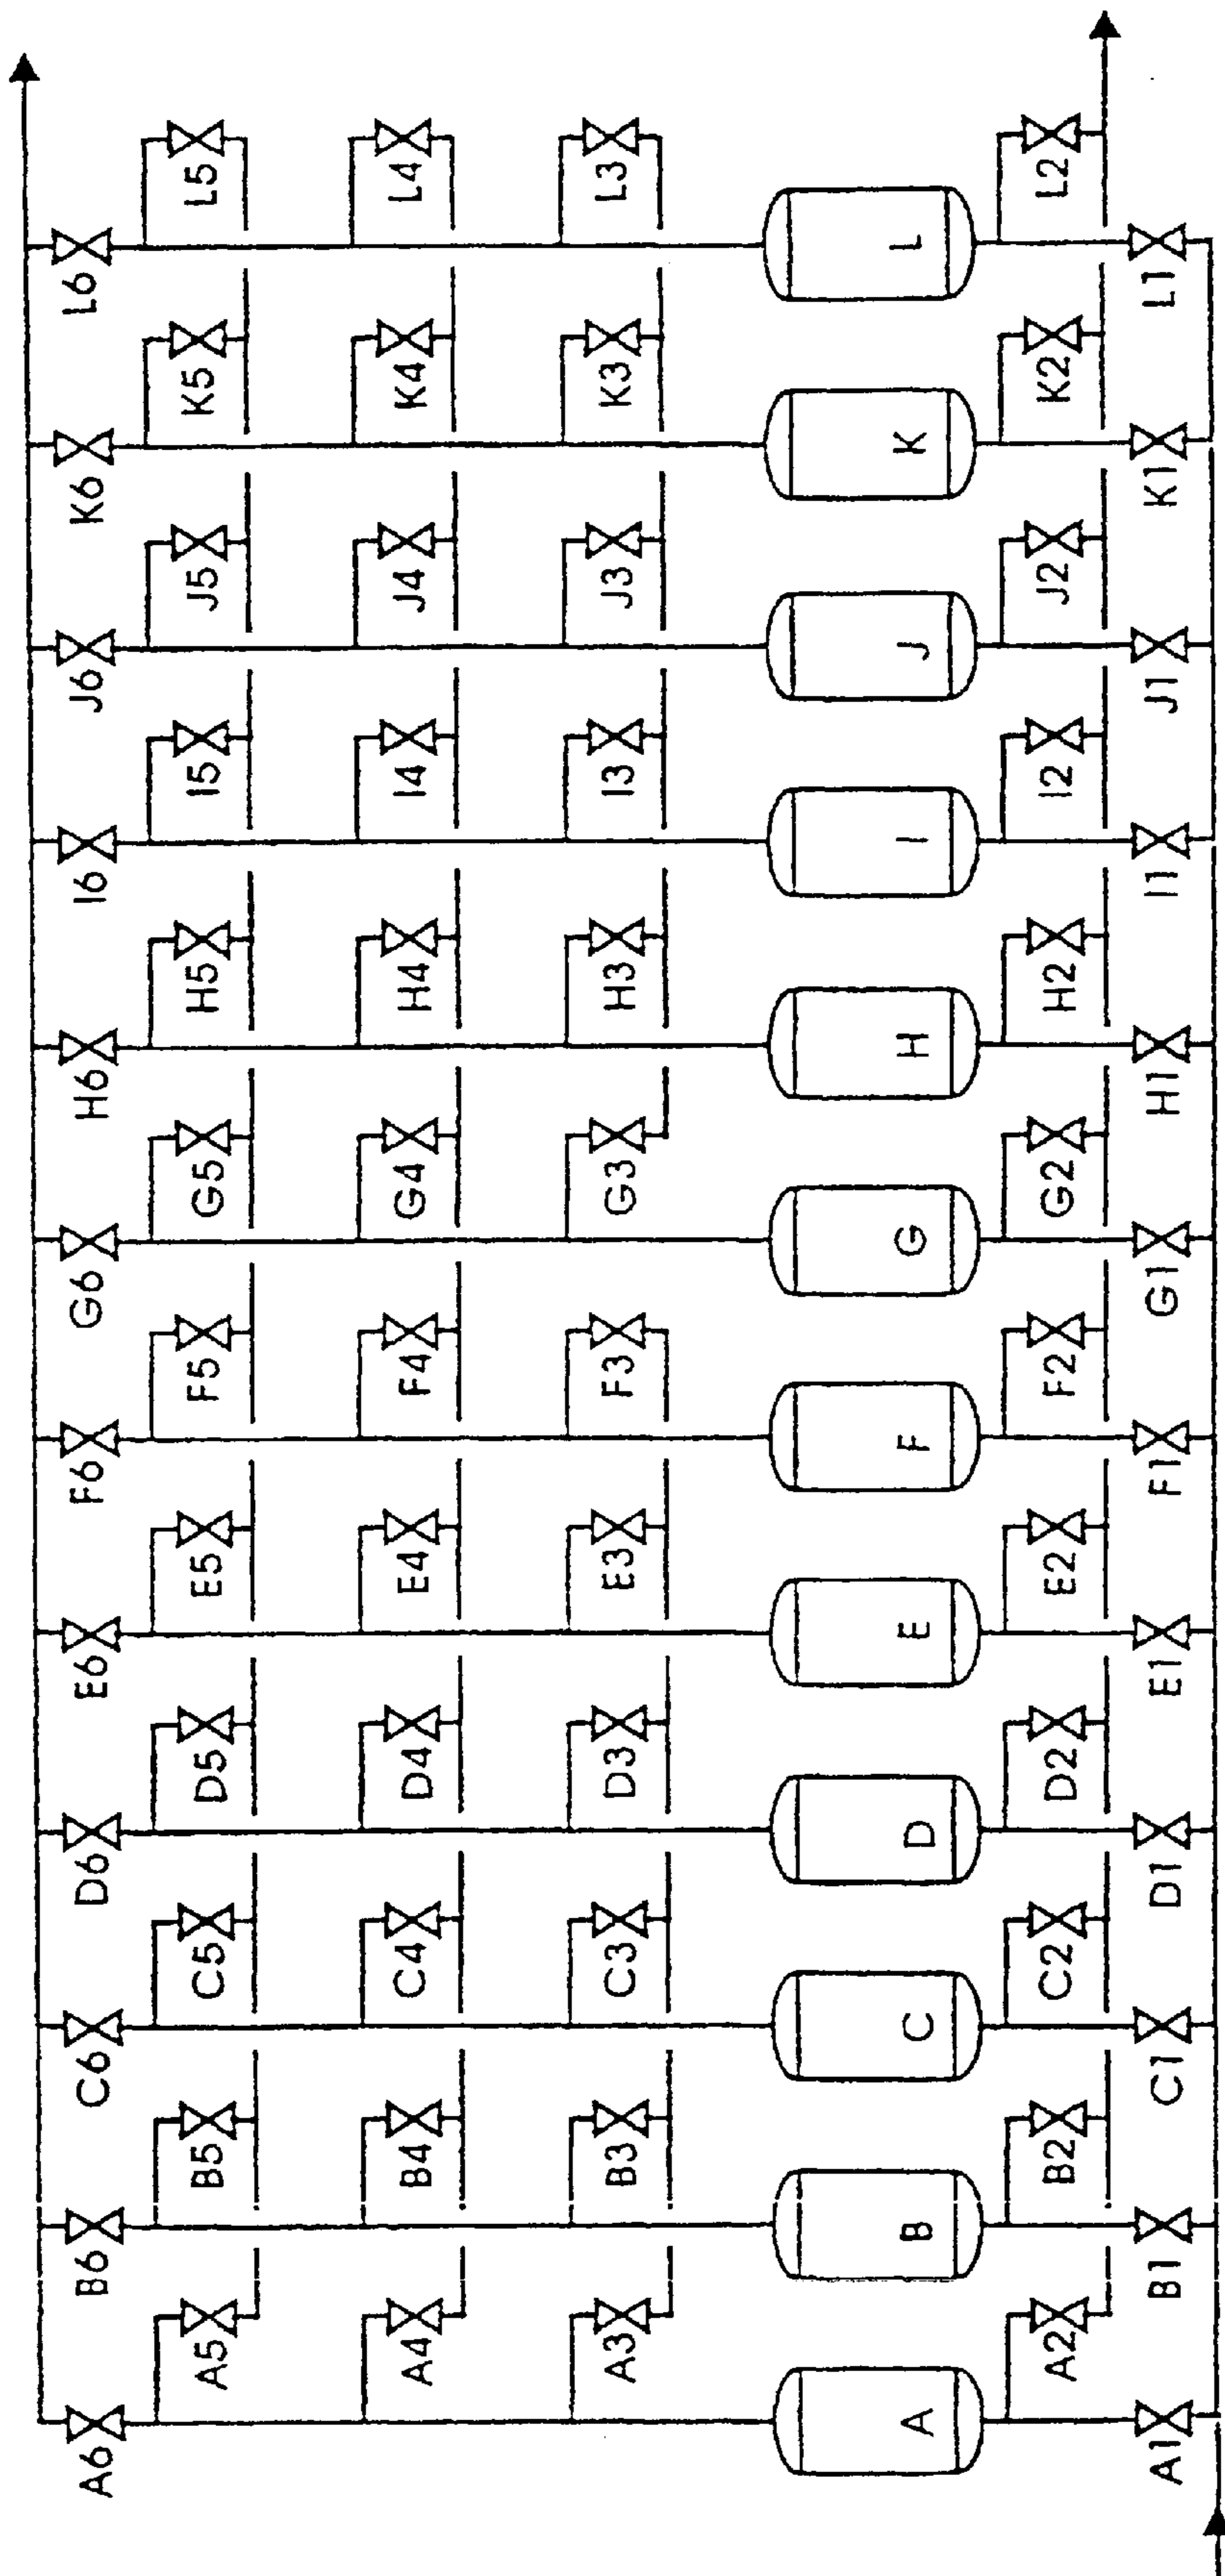 A6 B6 C6 D6 E6 F6 G6 H6 I6 J6 K6 L6
A5 B5 C5 D5 E5 F5 G5 H5 I5 J5 K5 L5
A4 B4 C4 D4 E4 F4 G4 H4 I4 J4 K4 L4
A3 B3 C3 D3 E3 F3 G3 H3 I3 J3 K3 L3
A B C D E F G H I J K L
A2 B2 C2 D2 E2 F2 G2 H2 I2 J2 K2 L2
A1 B1 C1 D1 E1 F1 G1 H1 I1 J1 K1 L1